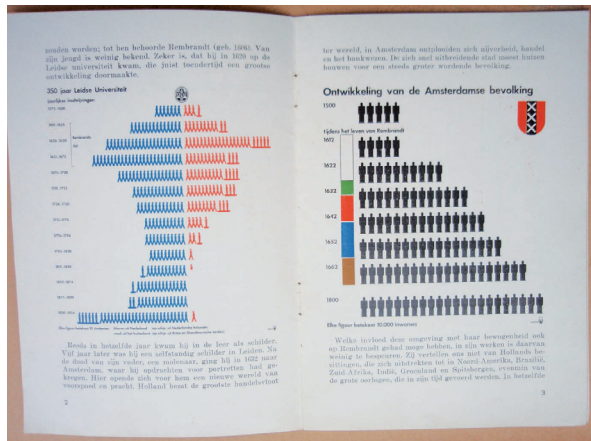 zonden worden; tot hen behoorde Rembrandt (geb. 1606). Van
zijn jeugd is weinig bekend. Zeker is, dat hij in 1620 op de
Leidse universiteit kwam, die juist toendertijd een grootse
ontwikkeling doormaakte.
350 jaar Leidse Universiteit
jaarlijkse inschrijvingen
Rembrandts
Reeds in hetzelfde jaar kwam hij in de leer als schilder.
Vijf jaar later was hij een zelfstandig schilder in Leiden. Na
de dood van zijn vader, een molenaar, ging hij in 1632 naar
Amsterdam, waar hij opdrachten voor portretten had ge-
kregen. Hier opende zich voor hem een nieuwe wereld van
voorspoed en pracht. Holland bezat de grootste handelsvloot
2
ter wereld, in Amsterdam ontplooiden zich nijverheid, handel
en het bankwezen. De zich snel uitbreidende stad moest huizen
bouwen voor een steeds groter wordende bevolking.
Ontwikkeling van de Amsterdamse bevolking
1500
tijdens het leven van Rembrandt
1612
1622
1632
1642
1652
1663
1800
Elke figuur betekent 10.000 inwoners
Welke invloed deze omgeving met haar bewogenheid ook
op Rembrandt gehad moge hebben, in zijn werken is daarvan
weinig te bespeuren. Zij vertellen ons niet van Hollands be-
zittingen, die zich uitstrekten tot in Noord-Amerika, Brazilië,
Zuid-Afrika, Indië, Groenland en Spitsbergen, evenmin van
de grote oorlogen, die in zijn tijd gevoerd werden. In hetzelfde
3